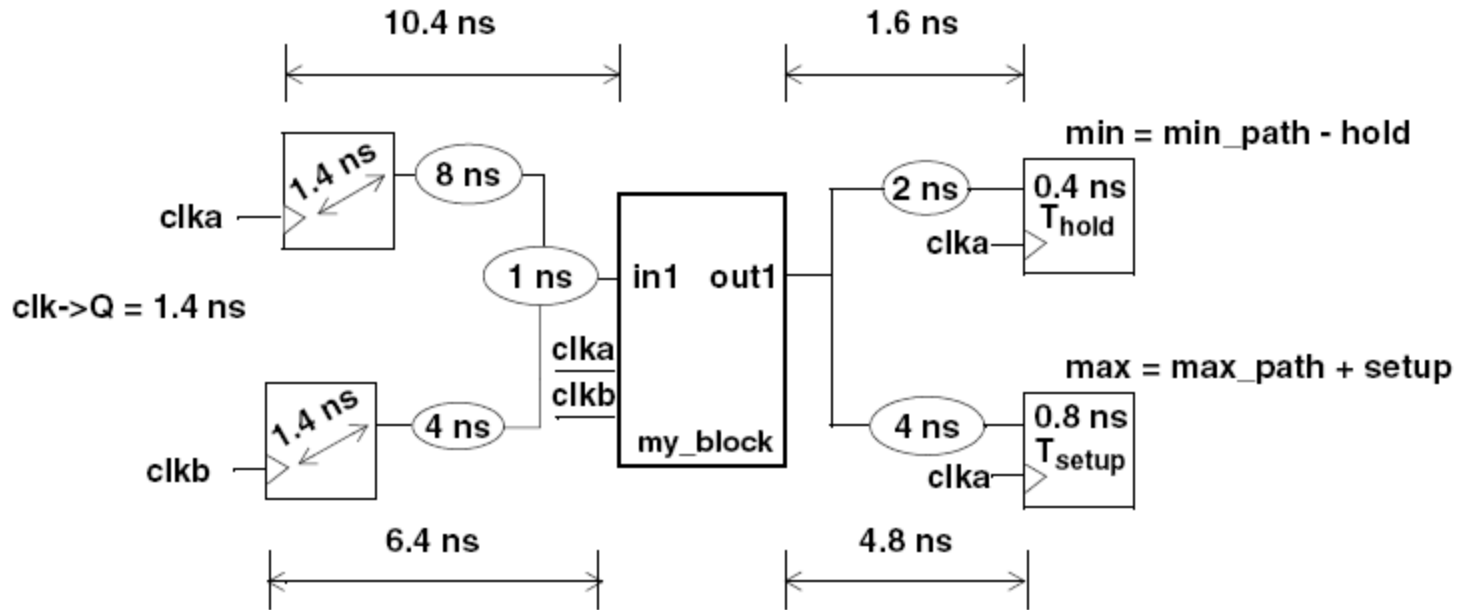 10.4 ns
1.6 ns
min = min_path - hold
1.4 ns
8 ns
2 ns
0.4 ns
Thold
clka
clka
1 ns
in1
out1
clk->Q = 1.4 ns
clka
clkb
my_block
max = max_path + setup
1.4 ns
4 ns
4 ns
0.8 ns
Tsetup
clkb
clka
6.4 ns
4.8 ns